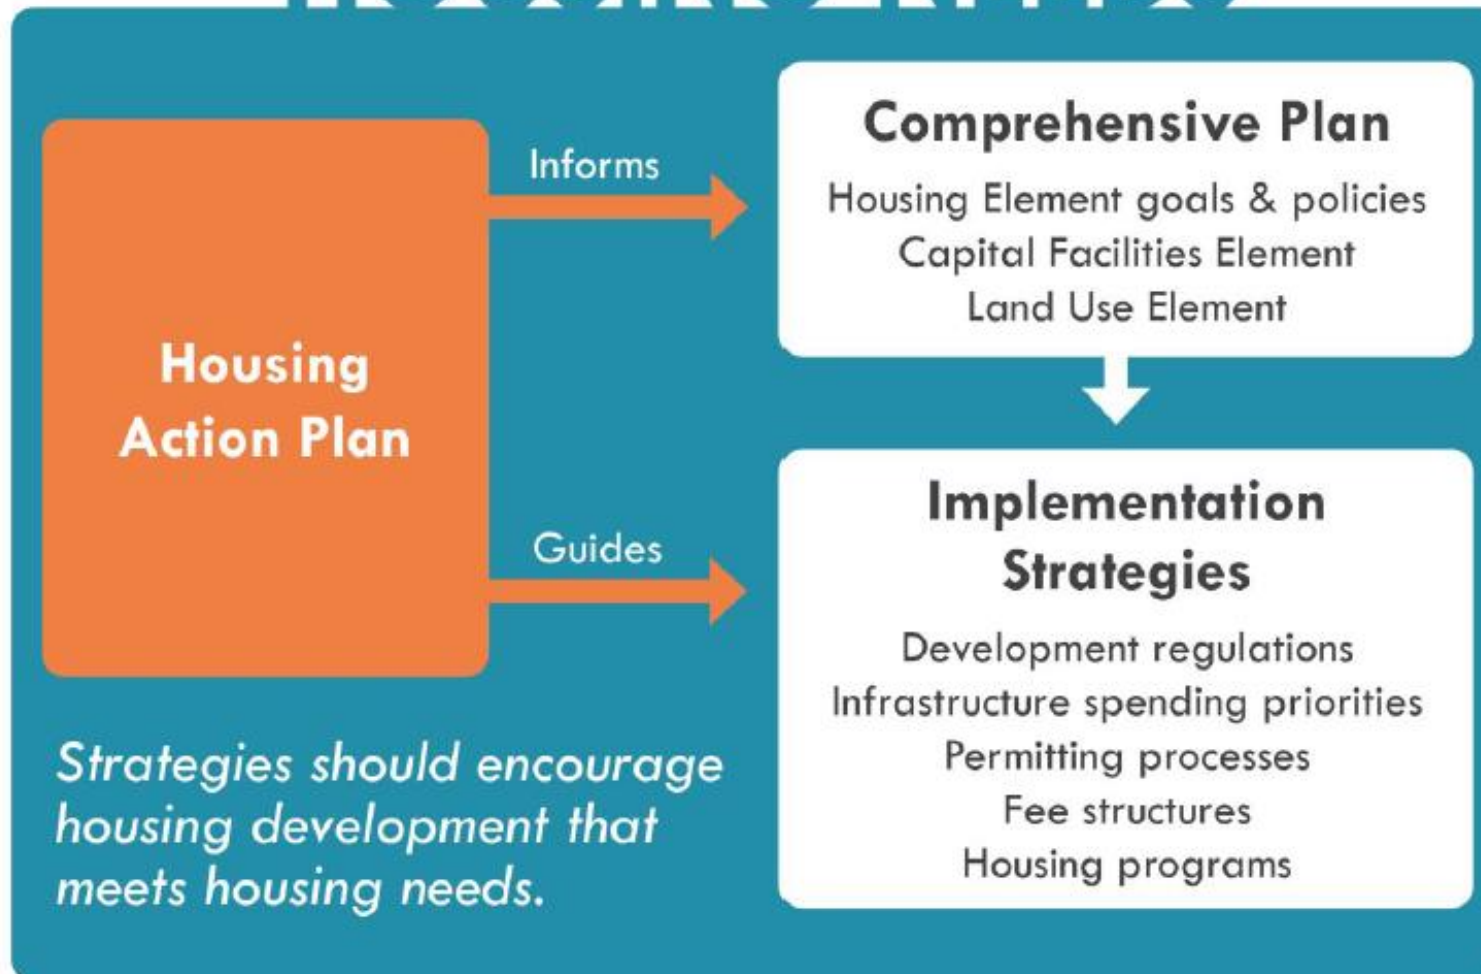 Housing
Action Plan
Informs
Guides
Comprehensive Plan
Housing Element goals & policies
Capital Facilities Element
Land Use Element
Implementation
Strategies
Development regulations
Infrastructure spending priorities
Permitting processes
Fee structures
Housing programs
Strategies should encourage
housing development that
meets housing needs.